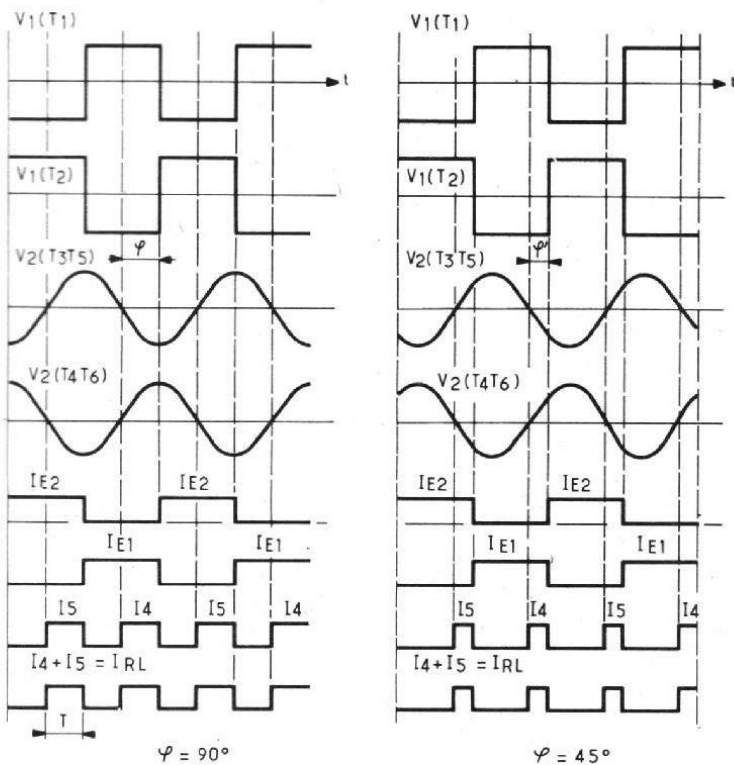 V1(T1)
t
V1(T2)
φ
V2(T3T5)
V2(T4T6)
IE2 IE2
IE1 IE1
I5 I4 I5 I4
I4+I5 = IRL
T
φ = 90°
V1(T1)
t
V1(T2)
φ'
V2(T3T5)
V2(T4T6)
IE2 IE2
IE1 IE1
I5 I4 I5 I4
I4+I5 = IRL
φ = 45°